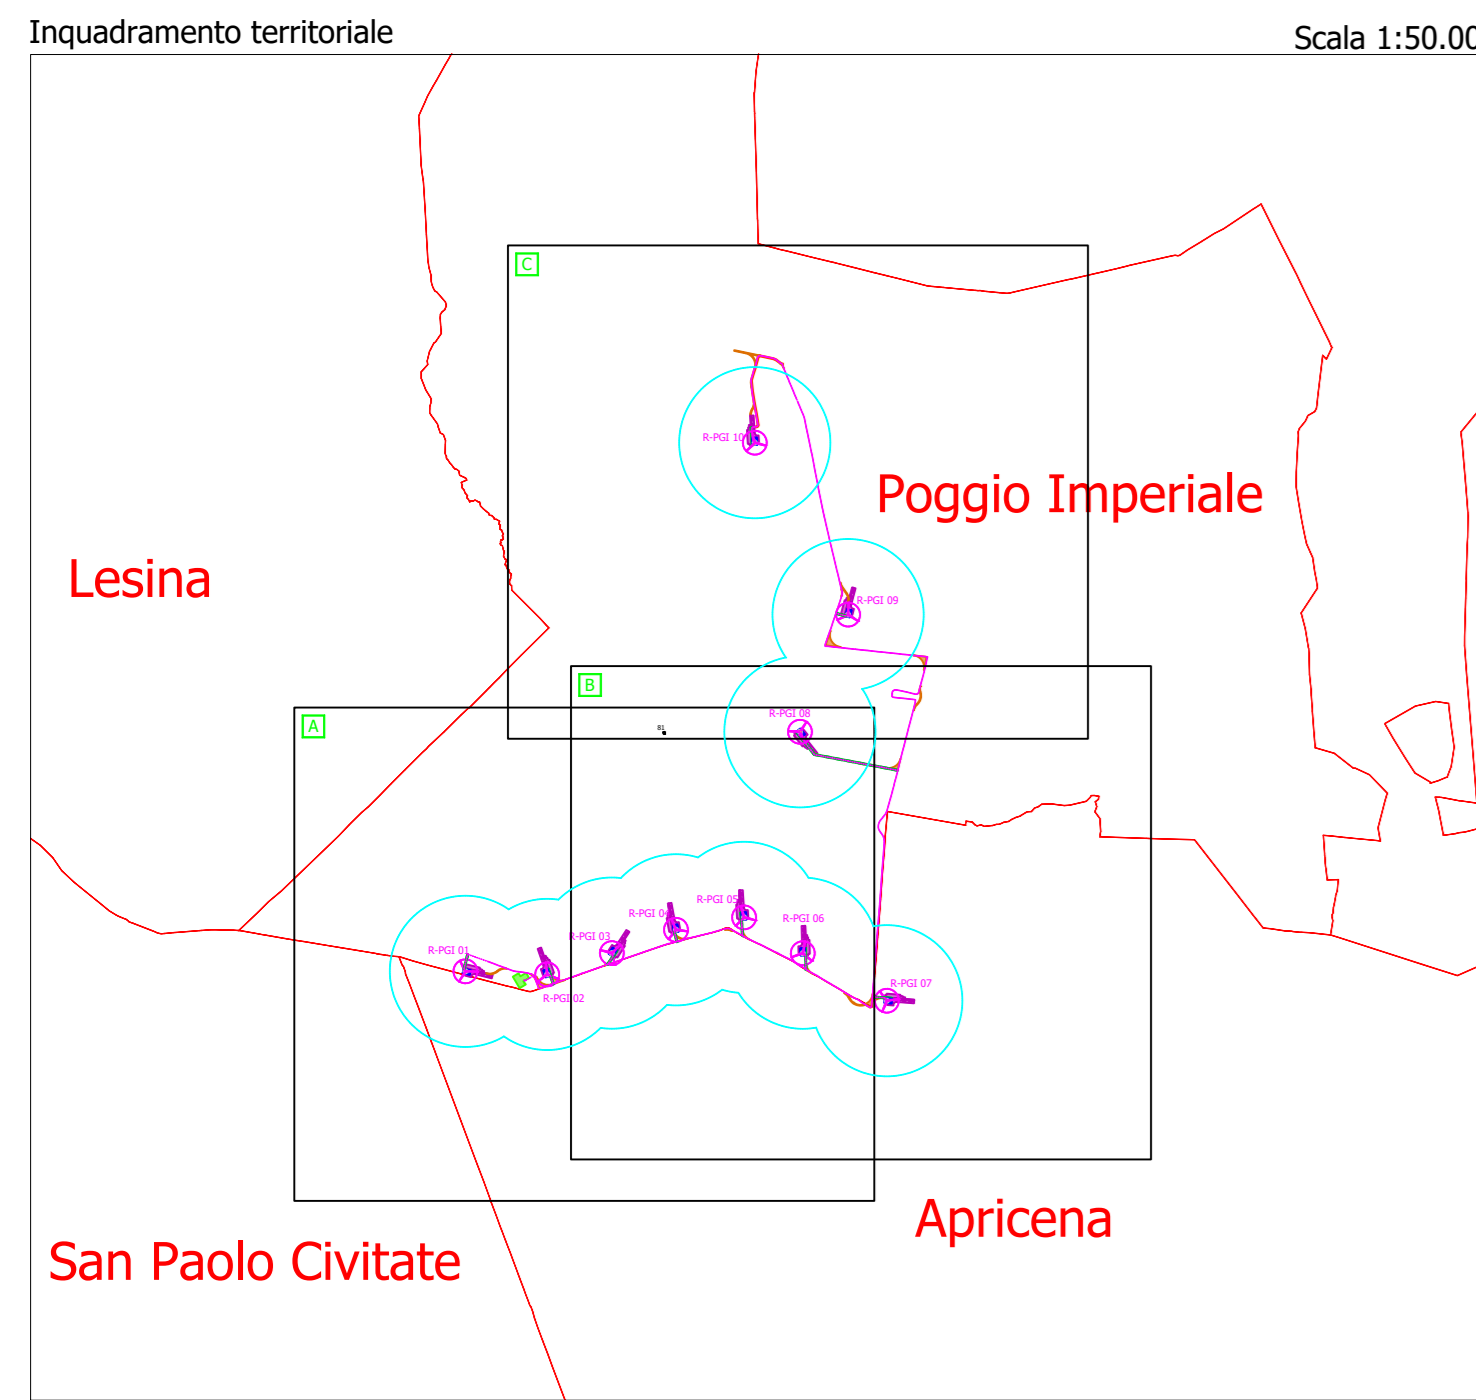 Inquadramento territoriale
Scala 1:50.00
C
R-PGI 10
Poggio Imperiale
Lesina
R-PGI 09
B
R-PGI 08
A
81
R-PGI 05
R-PGI 04
R-PGI 06
R-PGI 03
R-PGI 01
R-PGI 07
R-PGI 02
Apricena
San Paolo Civitate